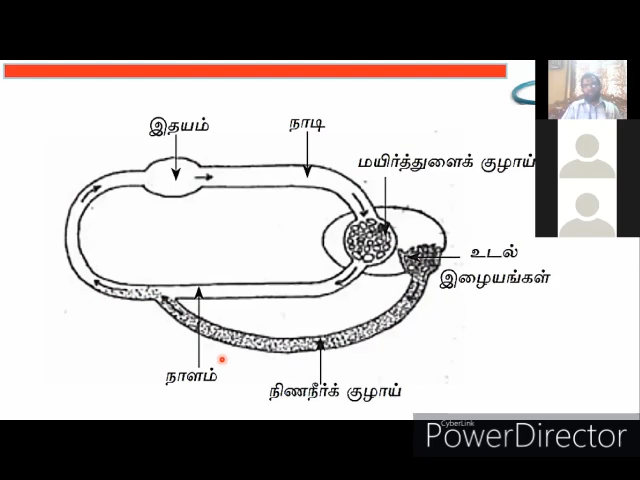 இதயம்
நாடி
மயிர்த்துளைக் குழாய்
உடல்
இழையங்கள்
நாளம்
நிணநீர்க் குழாய்
CyberLink
PowerDirector